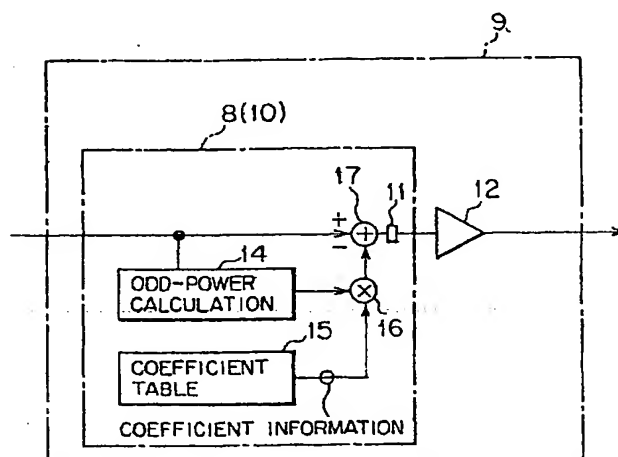 9
8(10)
17
11
12
+
−
+
14
ODD-POWER
CALCULATION
×
16
15
COEFFICIENT
TABLE
COEFFICIENT INFORMATION